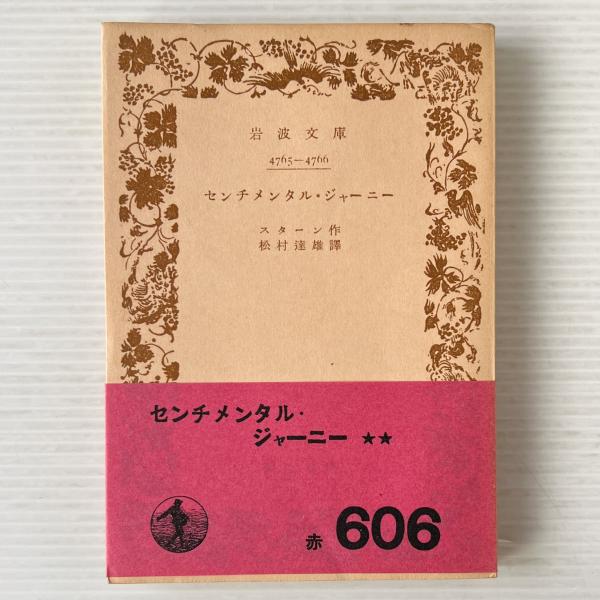 岩波文庫
4765—4766
センチメンタル・ジャーニー
スターン作
松村達雄譯
センチメンタル・
ジャーニー ★★
赤 606